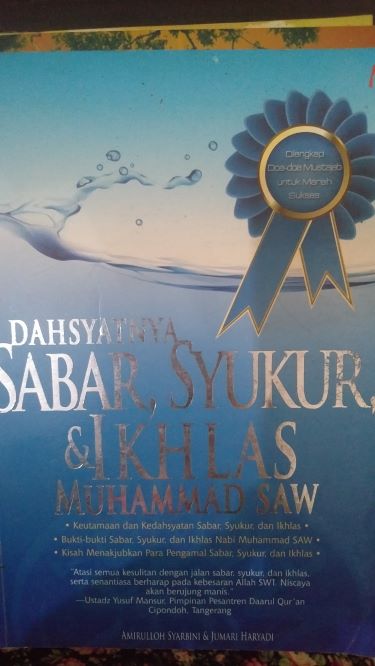 Dilengkapi
Doa-doa Mustajab
untuk Meraih
Sukses
DAHSYATNYA
SABAR, SYUKUR,
& IKHLAS
MUHAMMAD SAW
• Keutamaan dan Kedahsyatan Sabar, Syukur, dan Ikhlas •
• Bukti-bukti Sabar, Syukur, dan Ikhlas Nabi Muhammad SAW •
• Kisah Menakjubkan Para Pengamal Sabar, Syukur, dan Ikhlas •
"Atasi semua kesulitan dengan jalan sabar, syukur, dan ikhlas,
serta senantiasa berharap pada kebesaran Allah SWT. Niscaya
akan berujung manis."
—Ustadz Yusuf Mansur, Pimpinan Pesantren Daarul Qur'an
Cipondoh, Tangerang
AMIRULLOH SYARBINI & JUMARI HARYADI